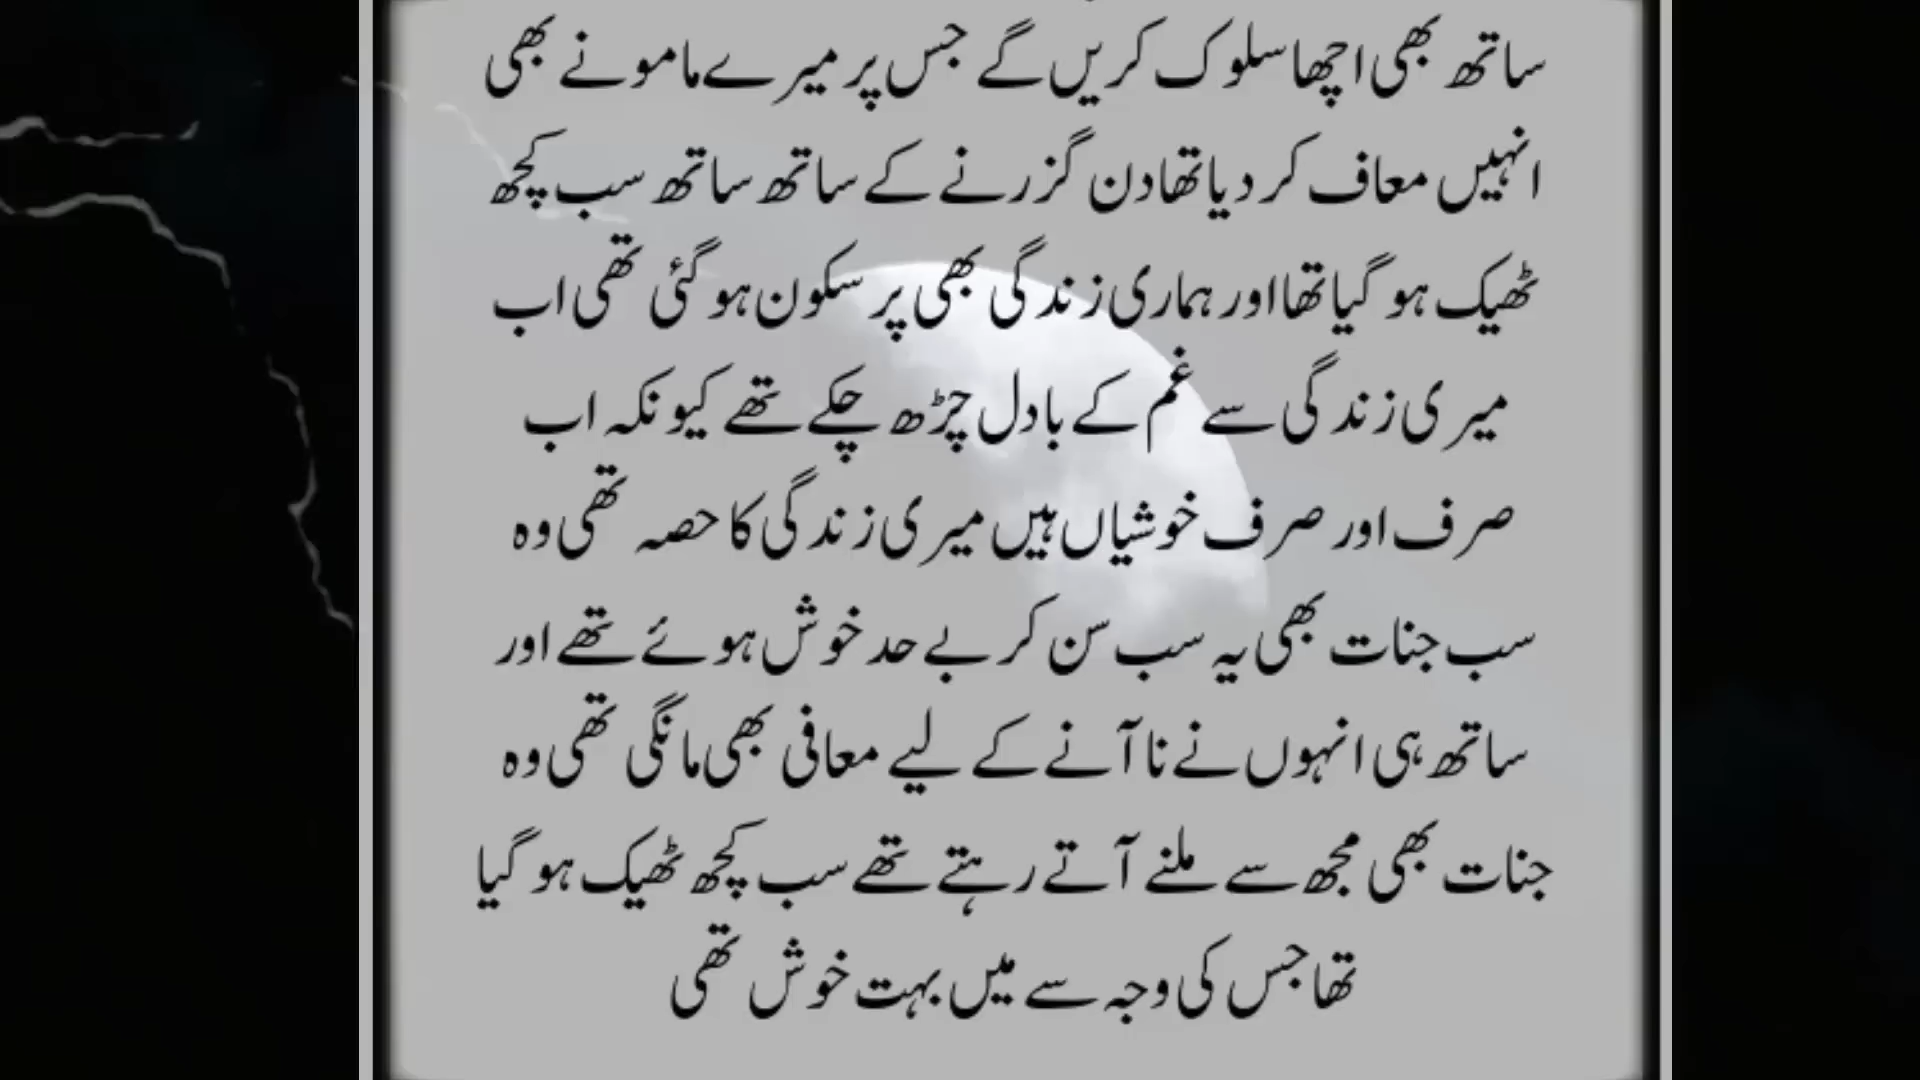 ساتھ بھی اچھا سلوک کریں گے جس پر میرے مامو نے بھی
انہیں معاف کر دیا تھا دن گزرنے کے ساتھ ساتھ سب کچھ
ٹھیک ہو گیا تھا اور ہماری زندگی بھی پر سکون ہو گئی تھی اب
میری زندگی سے غم کے بادل چڑھ چکے تھے کیونکہ اب
صرف اور صرف خوشیاں ہیں میری زندگی کا حصہ تھی وہ
سب جنات بھی یہ سب سن کر بے حد خوش ہوئے تھے اور
ساتھ ہی انہوں نے نا آنے کے لیے معافی بھی مانگی تھی وہ
جنات بھی مجھ سے ملنے آتے رہتے تھے سب کچھ ٹھیک ہو گیا
تھا جس کی وجہ سے میں بہت خوش تھی